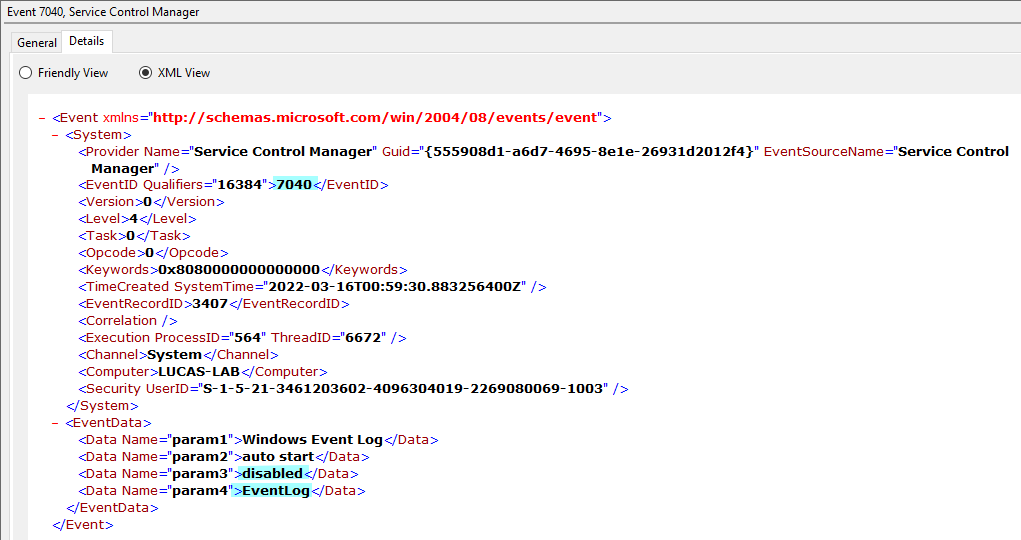 Event 7040, Service Control Manager
General Details
Friendly View XML View
- <Event xmlns="http://schemas.microsoft.com/win/2004/08/events/event">
- <System>
<Provider Name="Service Control Manager" Guid="{555908d1-a6d7-4695-8e1e-26931d2012f4}" EventSourceName="Service Control
Manager" />
<EventID Qualifiers="16384">7040</EventID>
<Version>0</Version>
<Level>4</Level>
<Task>0</Task>
<Opcode>0</Opcode>
<Keywords>0x8080000000000000</Keywords>
<TimeCreated SystemTime="2022-03-16T00:59:30.883256400Z" />
<EventRecordID>3407</EventRecordID>
<Correlation />
<Execution ProcessID="564" ThreadID="6672" />
<Channel>System</Channel>
<Computer>LUCAS-LAB</Computer>
<Security UserID="S-1-5-21-3461203602-4096304019-2269080069-1003" />
</System>
- <EventData>
<Data Name="param1">Windows Event Log</Data>
<Data Name="param2">auto start</Data>
<Data Name="param3">disabled</Data>
<Data Name="param4">EventLog</Data>
</EventData>
</Event>